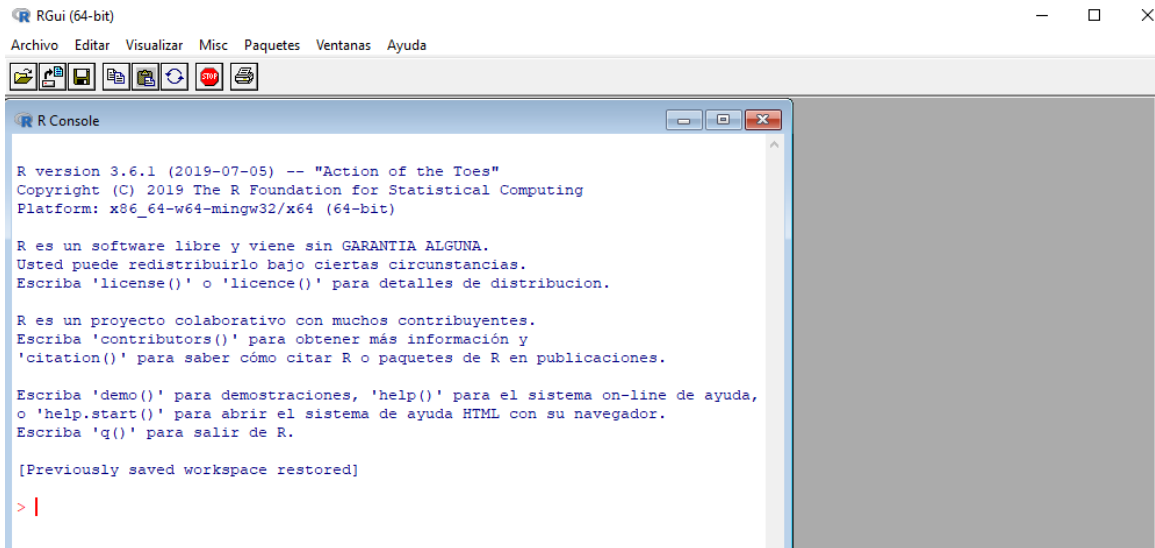 RGui (64-bit)
Archivo Editar Visualizar Misc Paquetes Ventanas Ayuda
STOP
R Console
R version 3.6.1 (2019-07-05) -- "Action of the Toes"
Copyright (C) 2019 The R Foundation for Statistical Computing
Platform: x86_64-w64-mingw32/x64 (64-bit)
R es un software libre y viene sin GARANTIA ALGUNA.
Usted puede redistribuirlo bajo ciertas circunstancias.
Escriba 'license()' o 'licence()' para detalles de distribucion.
R es un proyecto colaborativo con muchos contribuyentes.
Escriba 'contributors()' para obtener más información y
'citation()' para saber cómo citar R o paquetes de R en publicaciones.
Escriba 'demo()' para demostraciones, 'help()' para el sistema on-line de ayuda,
o 'help.start()' para abrir el sistema de ayuda HTML con su navegador.
Escriba 'q()' para salir de R.
[Previously saved workspace restored]
>